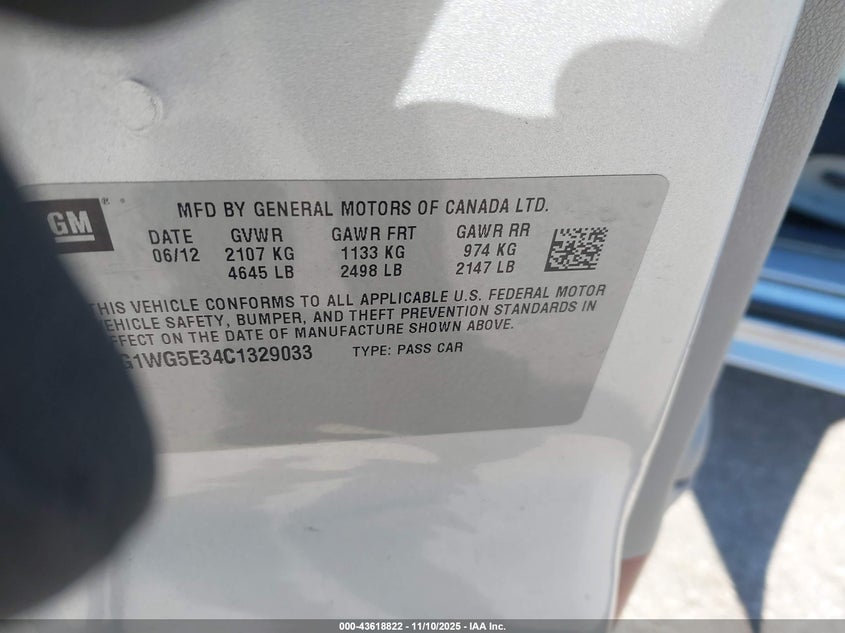 GM
MFD BY GENERAL MOTORS OF CANADA LTD.
DATE GVWR GAWR FRT GAWR RR
06/12 2107 KG 1133 KG 974 KG
4645 LB 2498 LB 2147 LB
THIS VEHICLE CONFORMS TO ALL APPLICABLE U.S. FEDERAL MOTOR
VEHICLE SAFETY, BUMPER, AND THEFT PREVENTION STANDARDS IN
EFFECT ON THE DATE OF MANUFACTURE SHOWN ABOVE.
G1WG5E34C1329033 TYPE: PASS CAR
000-43618822 - 11/10/2025 - IAA Inc.